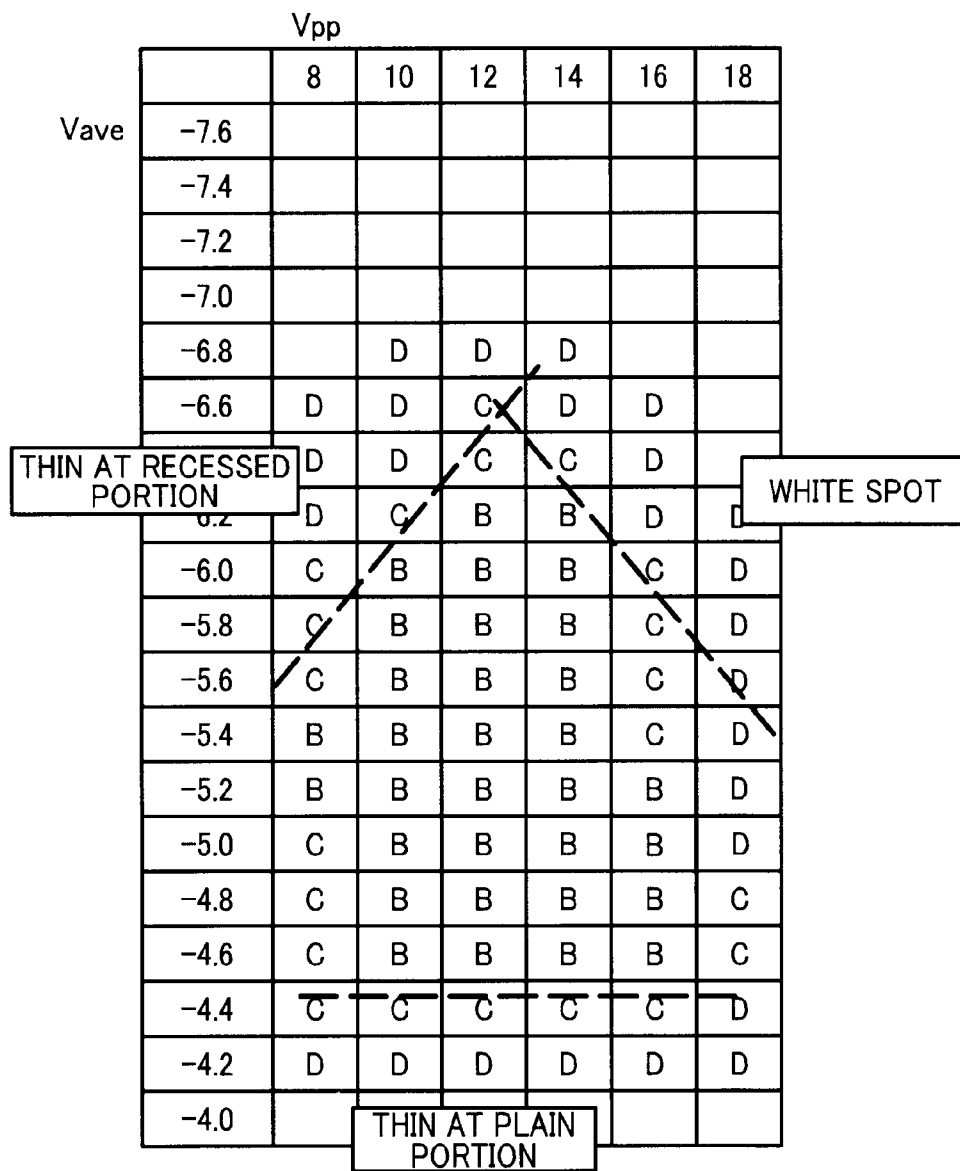 Vpp
8 10 12 14 16 18
Vave -7.6
-7.4
-7.2
-7.0
-6.8 D D D
-6.6 D D C D D
THIN AT RECESSED
PORTION
D D C C D
WHITE SPOT
6.2 D C B B D D
-6.0 C B B B C D
-5.8 C B B B C D
-5.6 C B B B C D
-5.4 B B B B C D
-5.2 B B B B B D
-5.0 C B B B B D
-4.8 C B B B B C
-4.6 C B B B B C
-4.4 C C C C C D
-4.2 D D D D D D
-4.0
THIN AT PLAIN
PORTION